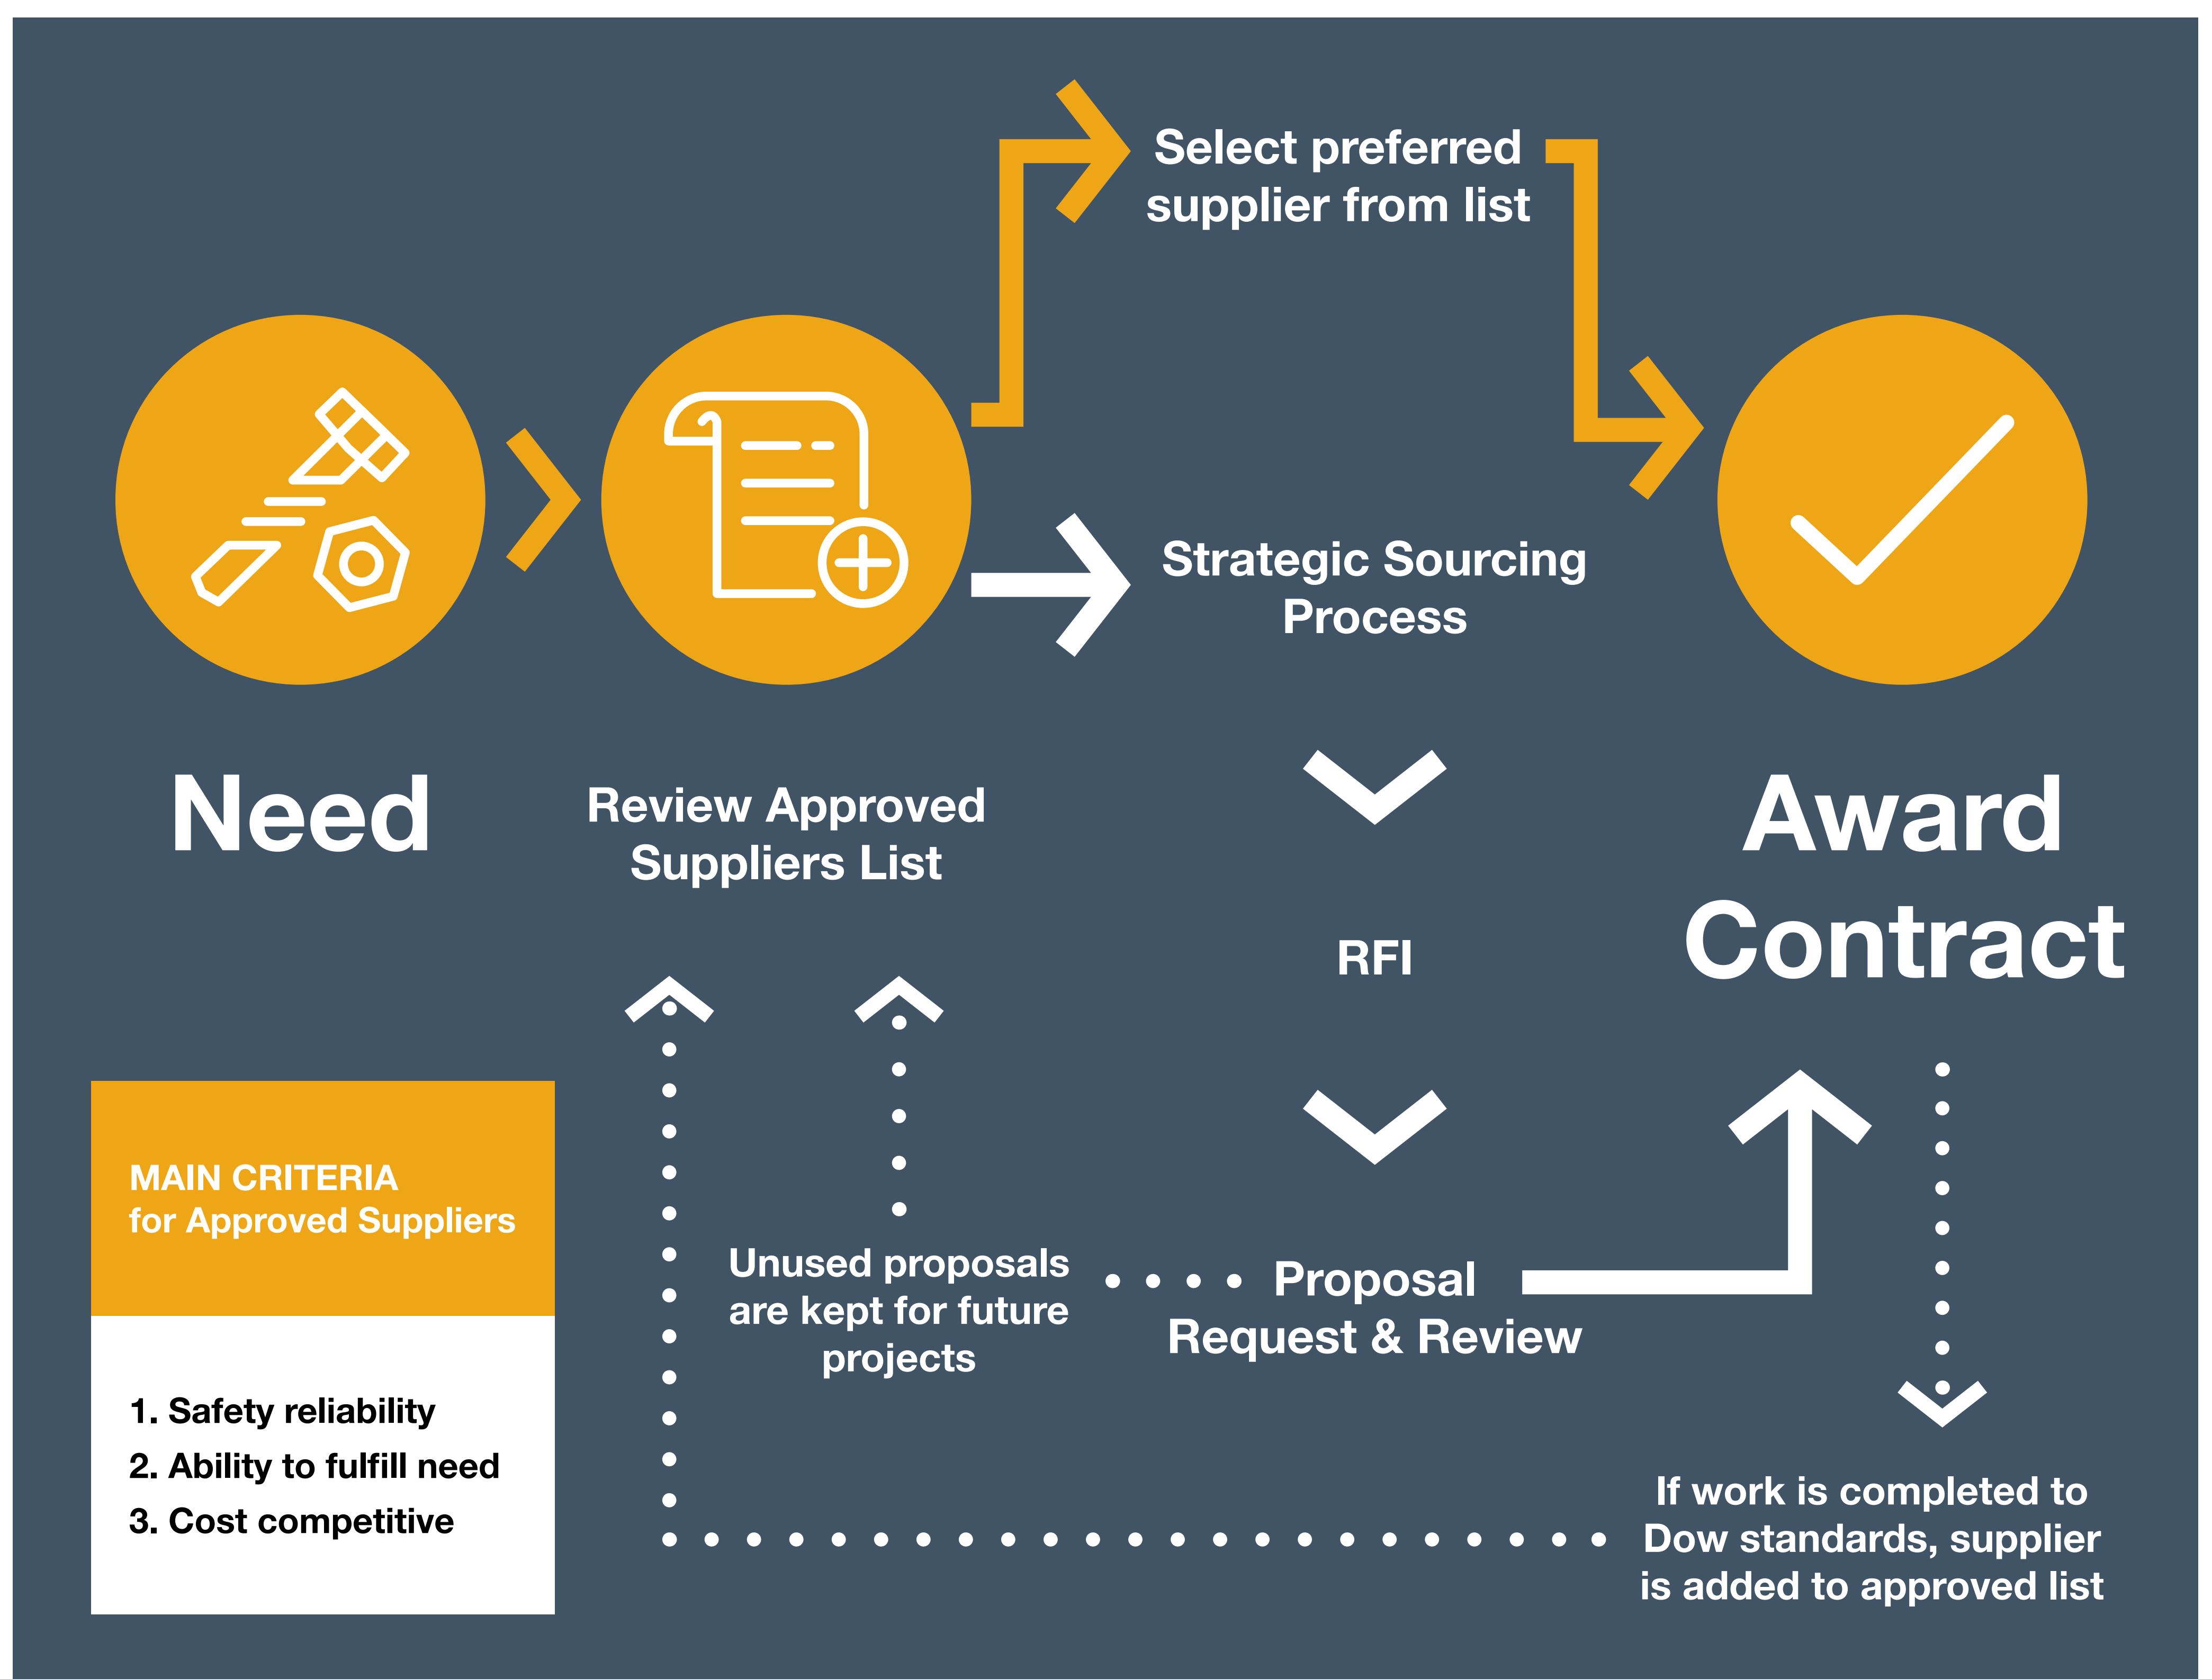 Select preferred
supplier from list
Strategic Sourcing
Process
Need
Review Approved
Suppliers List
Award
Contract
RFI
MAIN CRITERIA
for Approved Suppliers
1. Safety reliability
2. Ability to fulfill need
3. Cost competitive
Unused proposals
are kept for future
projects
Proposal
Request & Review
If work is completed to
Dow standards, supplier
is added to approved list